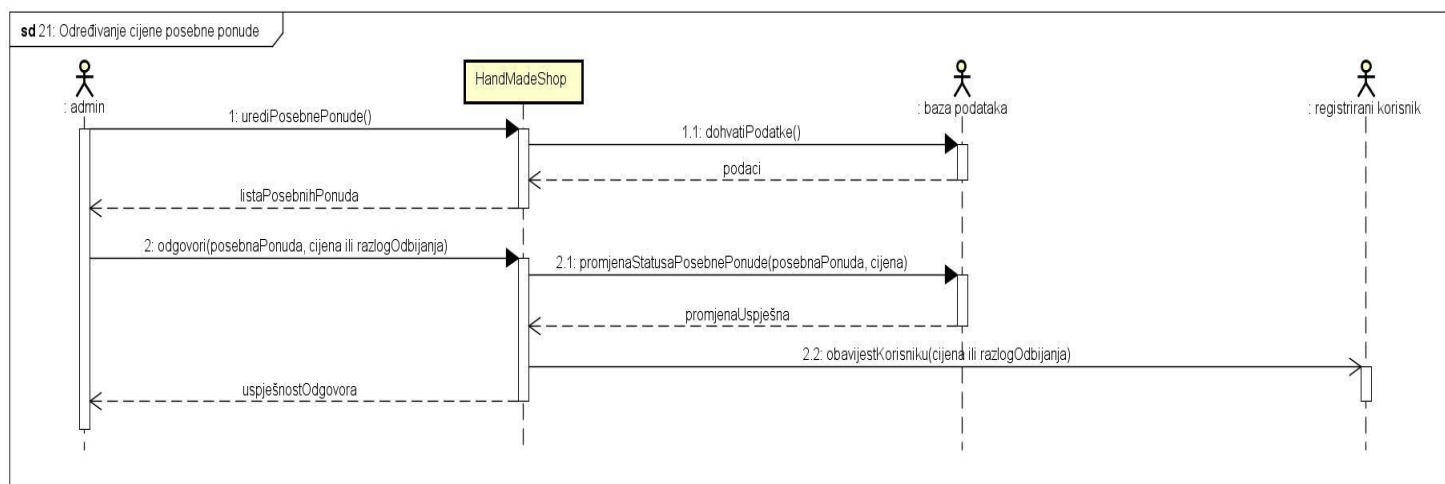 sd 21: Određivanje cijene posebne ponude
: admin
HandMadeShop
: baza podataka
: registrirani korisnik
1: urediPosebnePonude()
1.1: dohvatiPodatke()
podaci
listaPosebnihPonuda
2: odgovori(posebnaPonuda, cijena ili razlogOdbijanja)
2.1: promjenaStatusaPosebnePonude(posebnaPonuda, cijena)
promjenaUspješna
2.2: obavijestKorisniku(cijena ili razlogOdbijanja)
uspješnostOdgovora